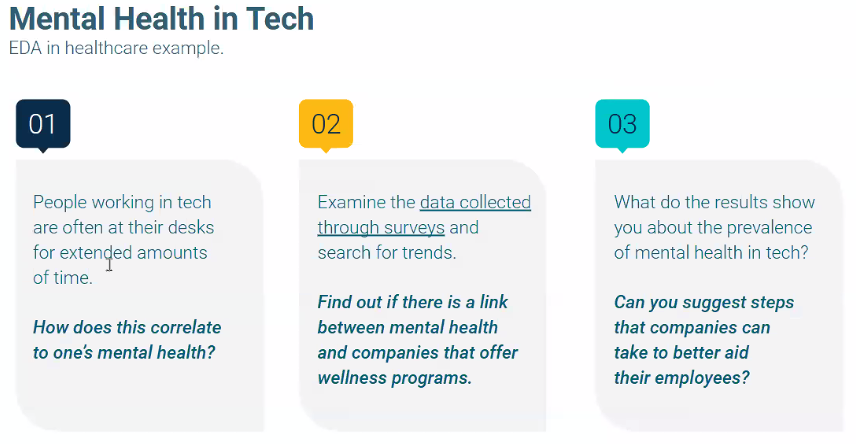 Mental Health in Tech
EDA in healthcare example.
01
People working in tech
are often at their desks
for extended amounts
of time.
How does this correlate
to one's mental health?
02
Examine the data collected
through surveys and
search for trends.
Find out if there is a link
between mental health
and companies that offer
wellness programs.
03
What do the results show
you about the prevalence
of mental health in tech?
Can you suggest steps
that companies can
take to better aid
their employees?